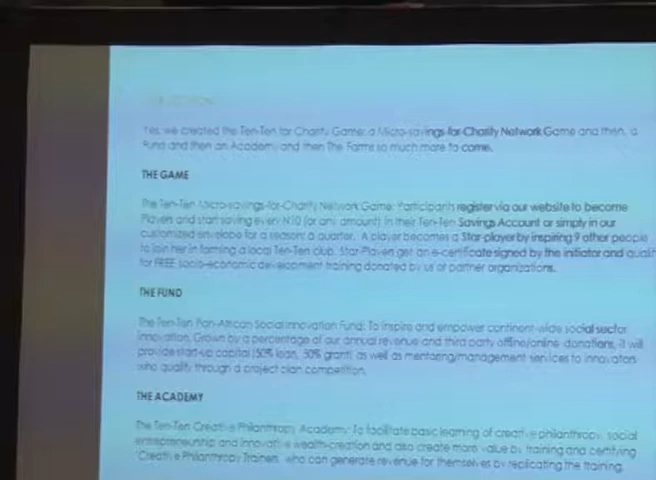 Yes, we created the Ten-Ten for Charity Game: a Micro-savings-for-Charity Network Game and then, a
Fund and then an Academy and then The Farms so much more to come.
THE GAME
The Ten-Ten Micro-savings-for-Charity Network Game: Participants register via our website to become
Players and start saving every N10 (or any amount) in their Ten-Ten Savings Account or simply in our
customized envelope for a season: a quarter. A player becomes a Star-player by inspiring 9 other people
to join her in forming a local Ten-Ten club. Star-Players get an e-certificate signed by the initiator and qualif
for FREE socio-economic development training donated by us or partner organizations.
THE FUND
The Ten-Ten Pan-African Social Innovation Fund: To inspire and empower continent-wide social sector
innovation. Grown by a percentage of our annual revenue and third party offline/online donations, it will
provide start-up capital (50% loan, 50% grant) as well as mentoring/management services to innovators
who qualify through a project plan competition.
THE ACADEMY
The Ten-Ten Creative Philanthropy Academy: To facilitate basic learning of creative philanthropy, social
entrepreneurship and innovative wealth-creation and also create more value by training and certifying
'Creative Philanthropy Trainers' who can generate revenue for themselves by replicating the training.